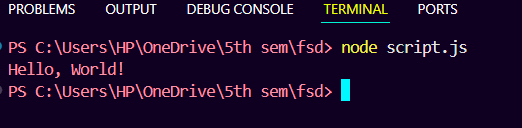 PROBLEMS OUTPUT DEBUG CONSOLE TERMINAL PORTS
PS C:\Users\HP\OneDrive\5th sem\fsd> node script.js
Hello, World!
PS C:\Users\HP\OneDrive\5th sem\fsd>